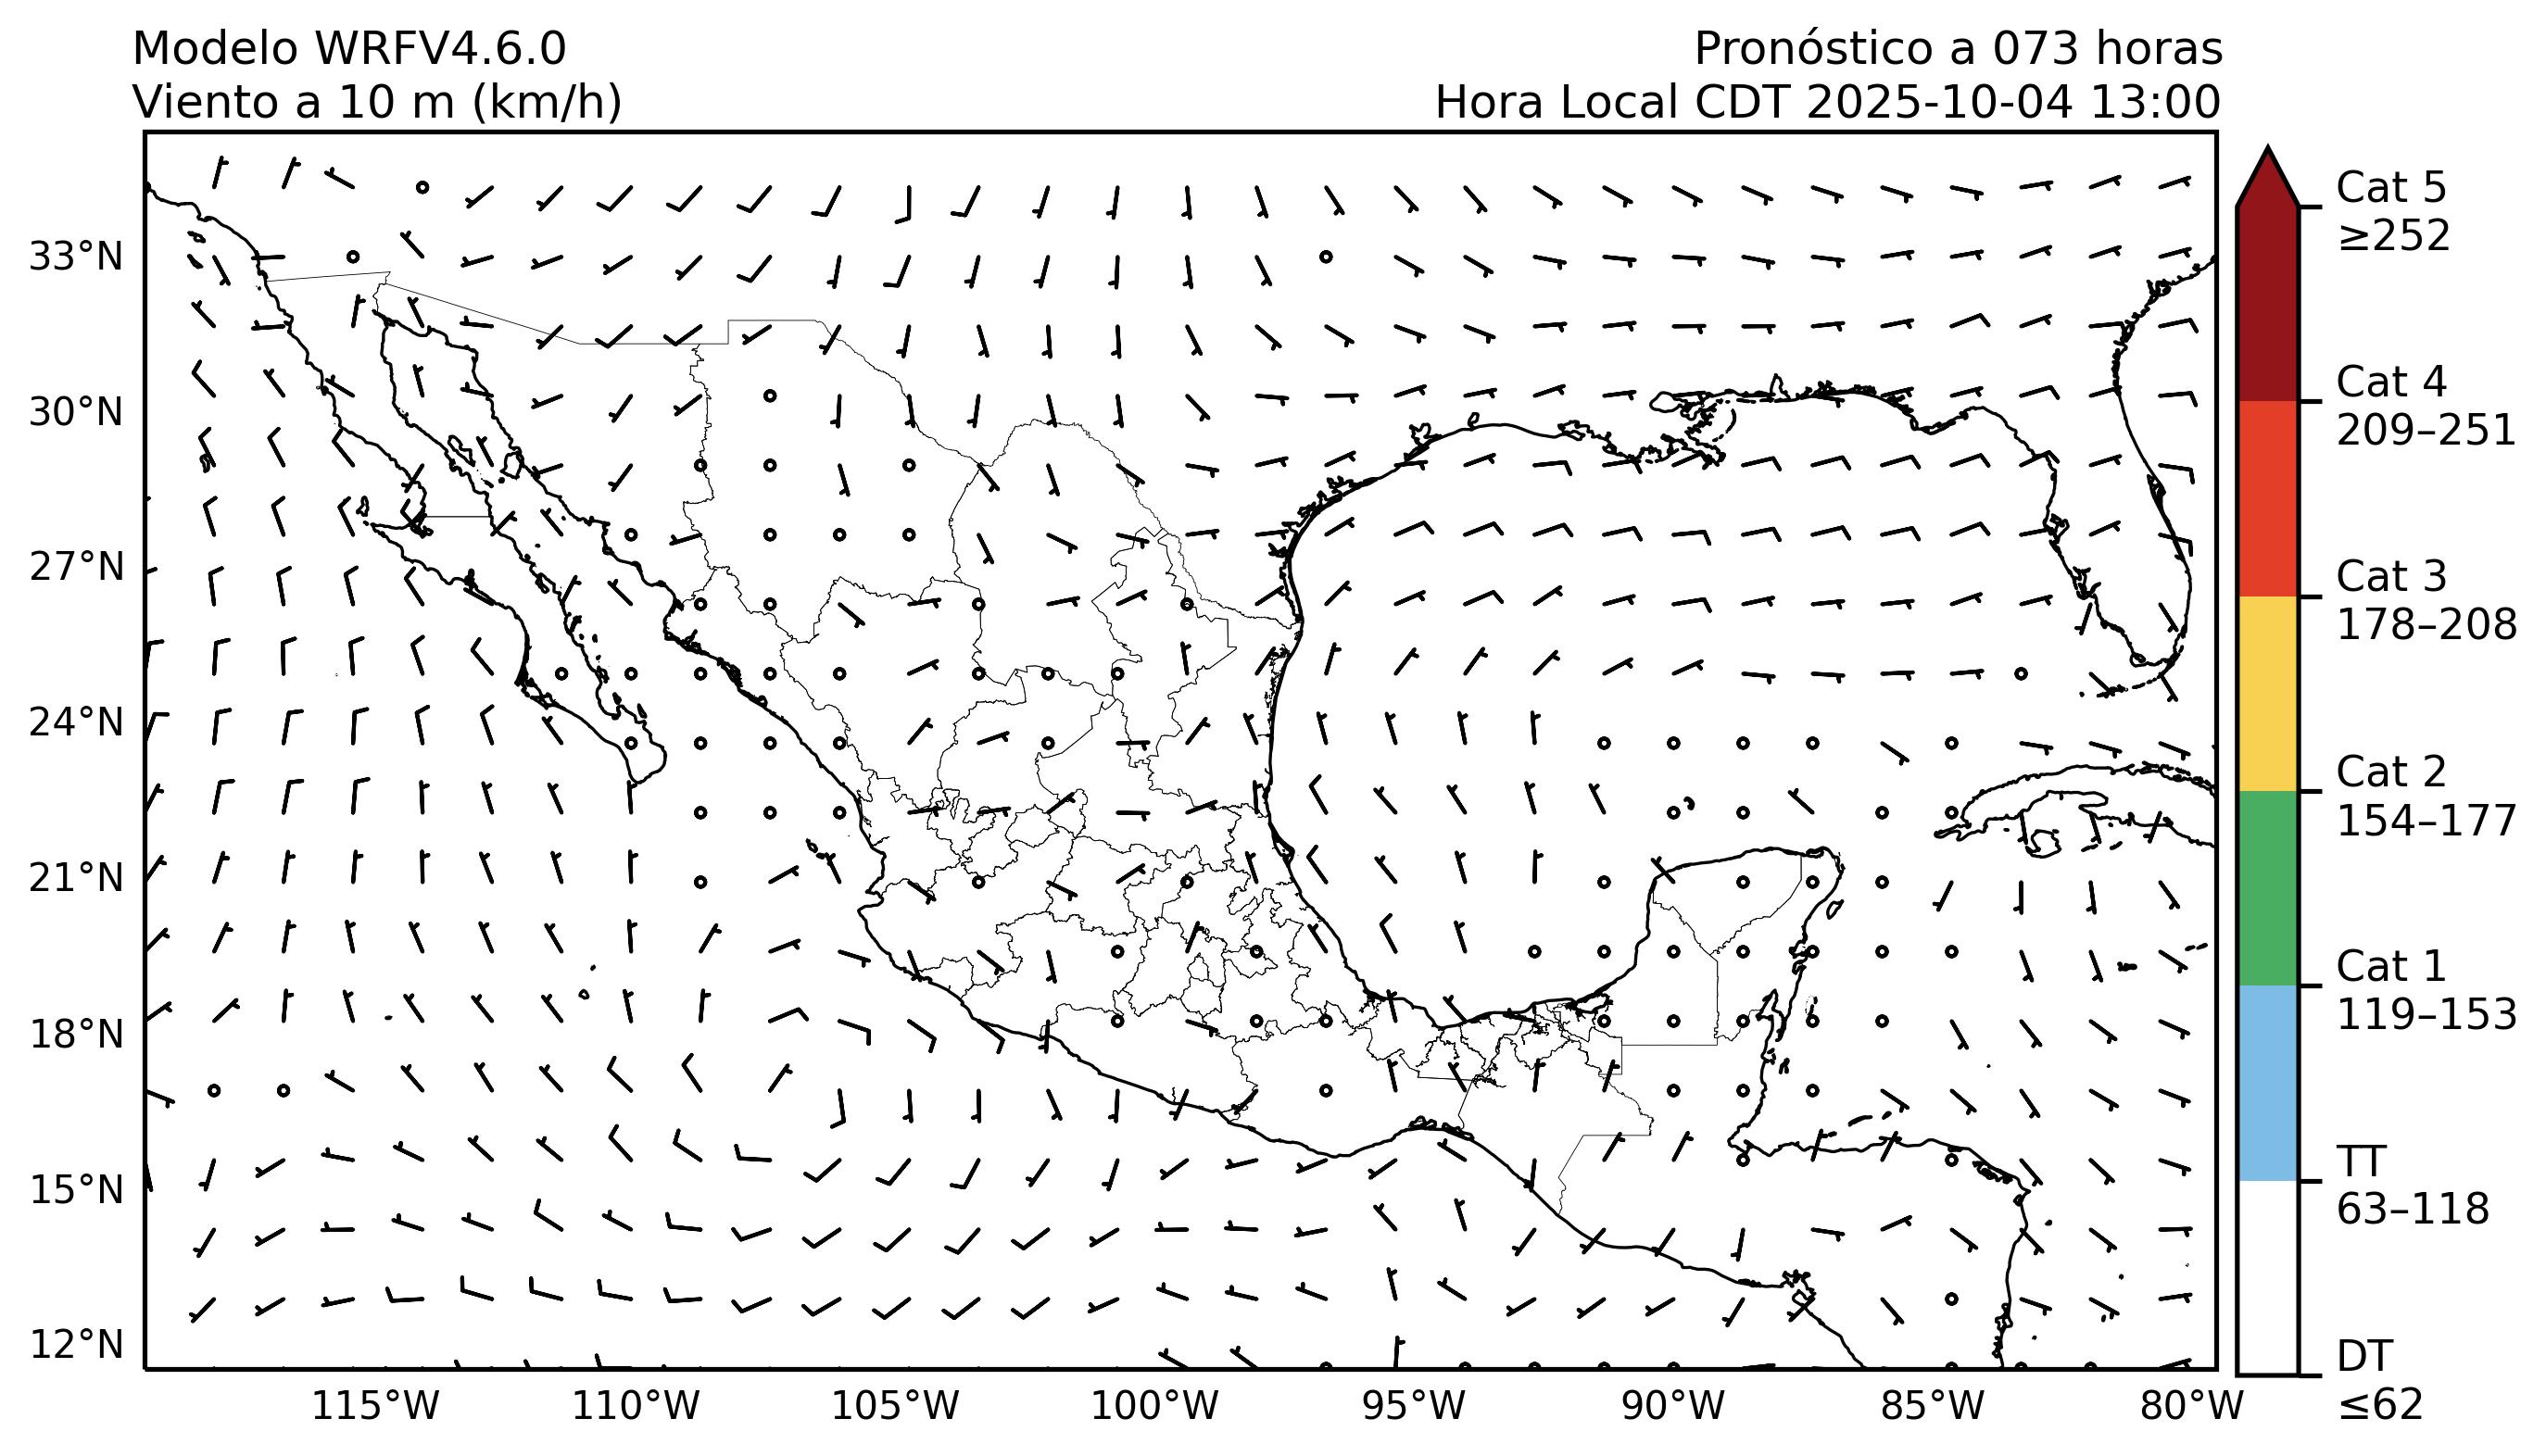 Modelo WRFV4.6.0
Viento a 10 m (km/h)
Pronóstico a 073 horas
Hora Local CDT 2025-10-04 13:00
33°N
30°N
27°N
24°N
21°N
18°N
15°N
12°N
115°W
110°W
105°W
100°W
95°W
90°W
85°W
80°W
Cat 5
≥252
Cat 4
209–251
Cat 3
178–208
Cat 2
154–177
Cat 1
119–153
TT
63–118
DT
≤62